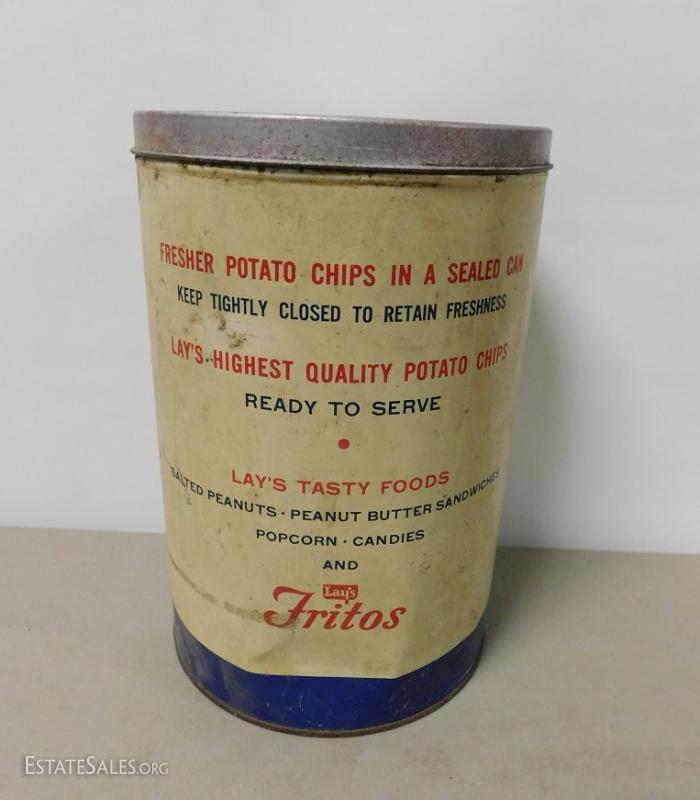 FRESHER POTATO CHIPS IN A SEALED CAN
KEEP TIGHTLY CLOSED TO RETAIN FRESHNESS
LAY'S HIGHEST QUALITY POTATO CHIPS
READY TO SERVE
LAY'S TASTY FOODS
SALTED PEANUTS · PEANUT BUTTER SANDWICHES
POPCORN · CANDIES
AND
Lay's
Fritos
ESTATESALES.ORG